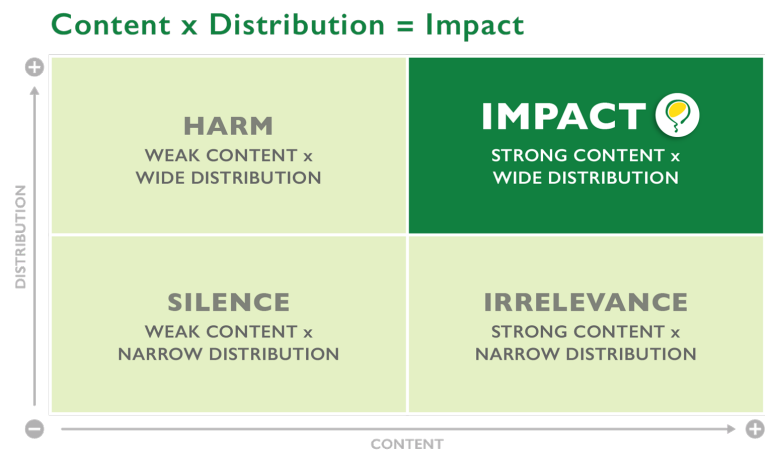 Content x Distribution = Impact
HARM
WEAK CONTENT x
WIDE DISTRIBUTION
IMPACT
STRONG CONTENT x
WIDE DISTRIBUTION
DISTRIBUTION
SILENCE
WEAK CONTENT x
NARROW DISTRIBUTION
IRRELEVANCE
STRONG CONTENT x
NARROW DISTRIBUTION
CONTENT